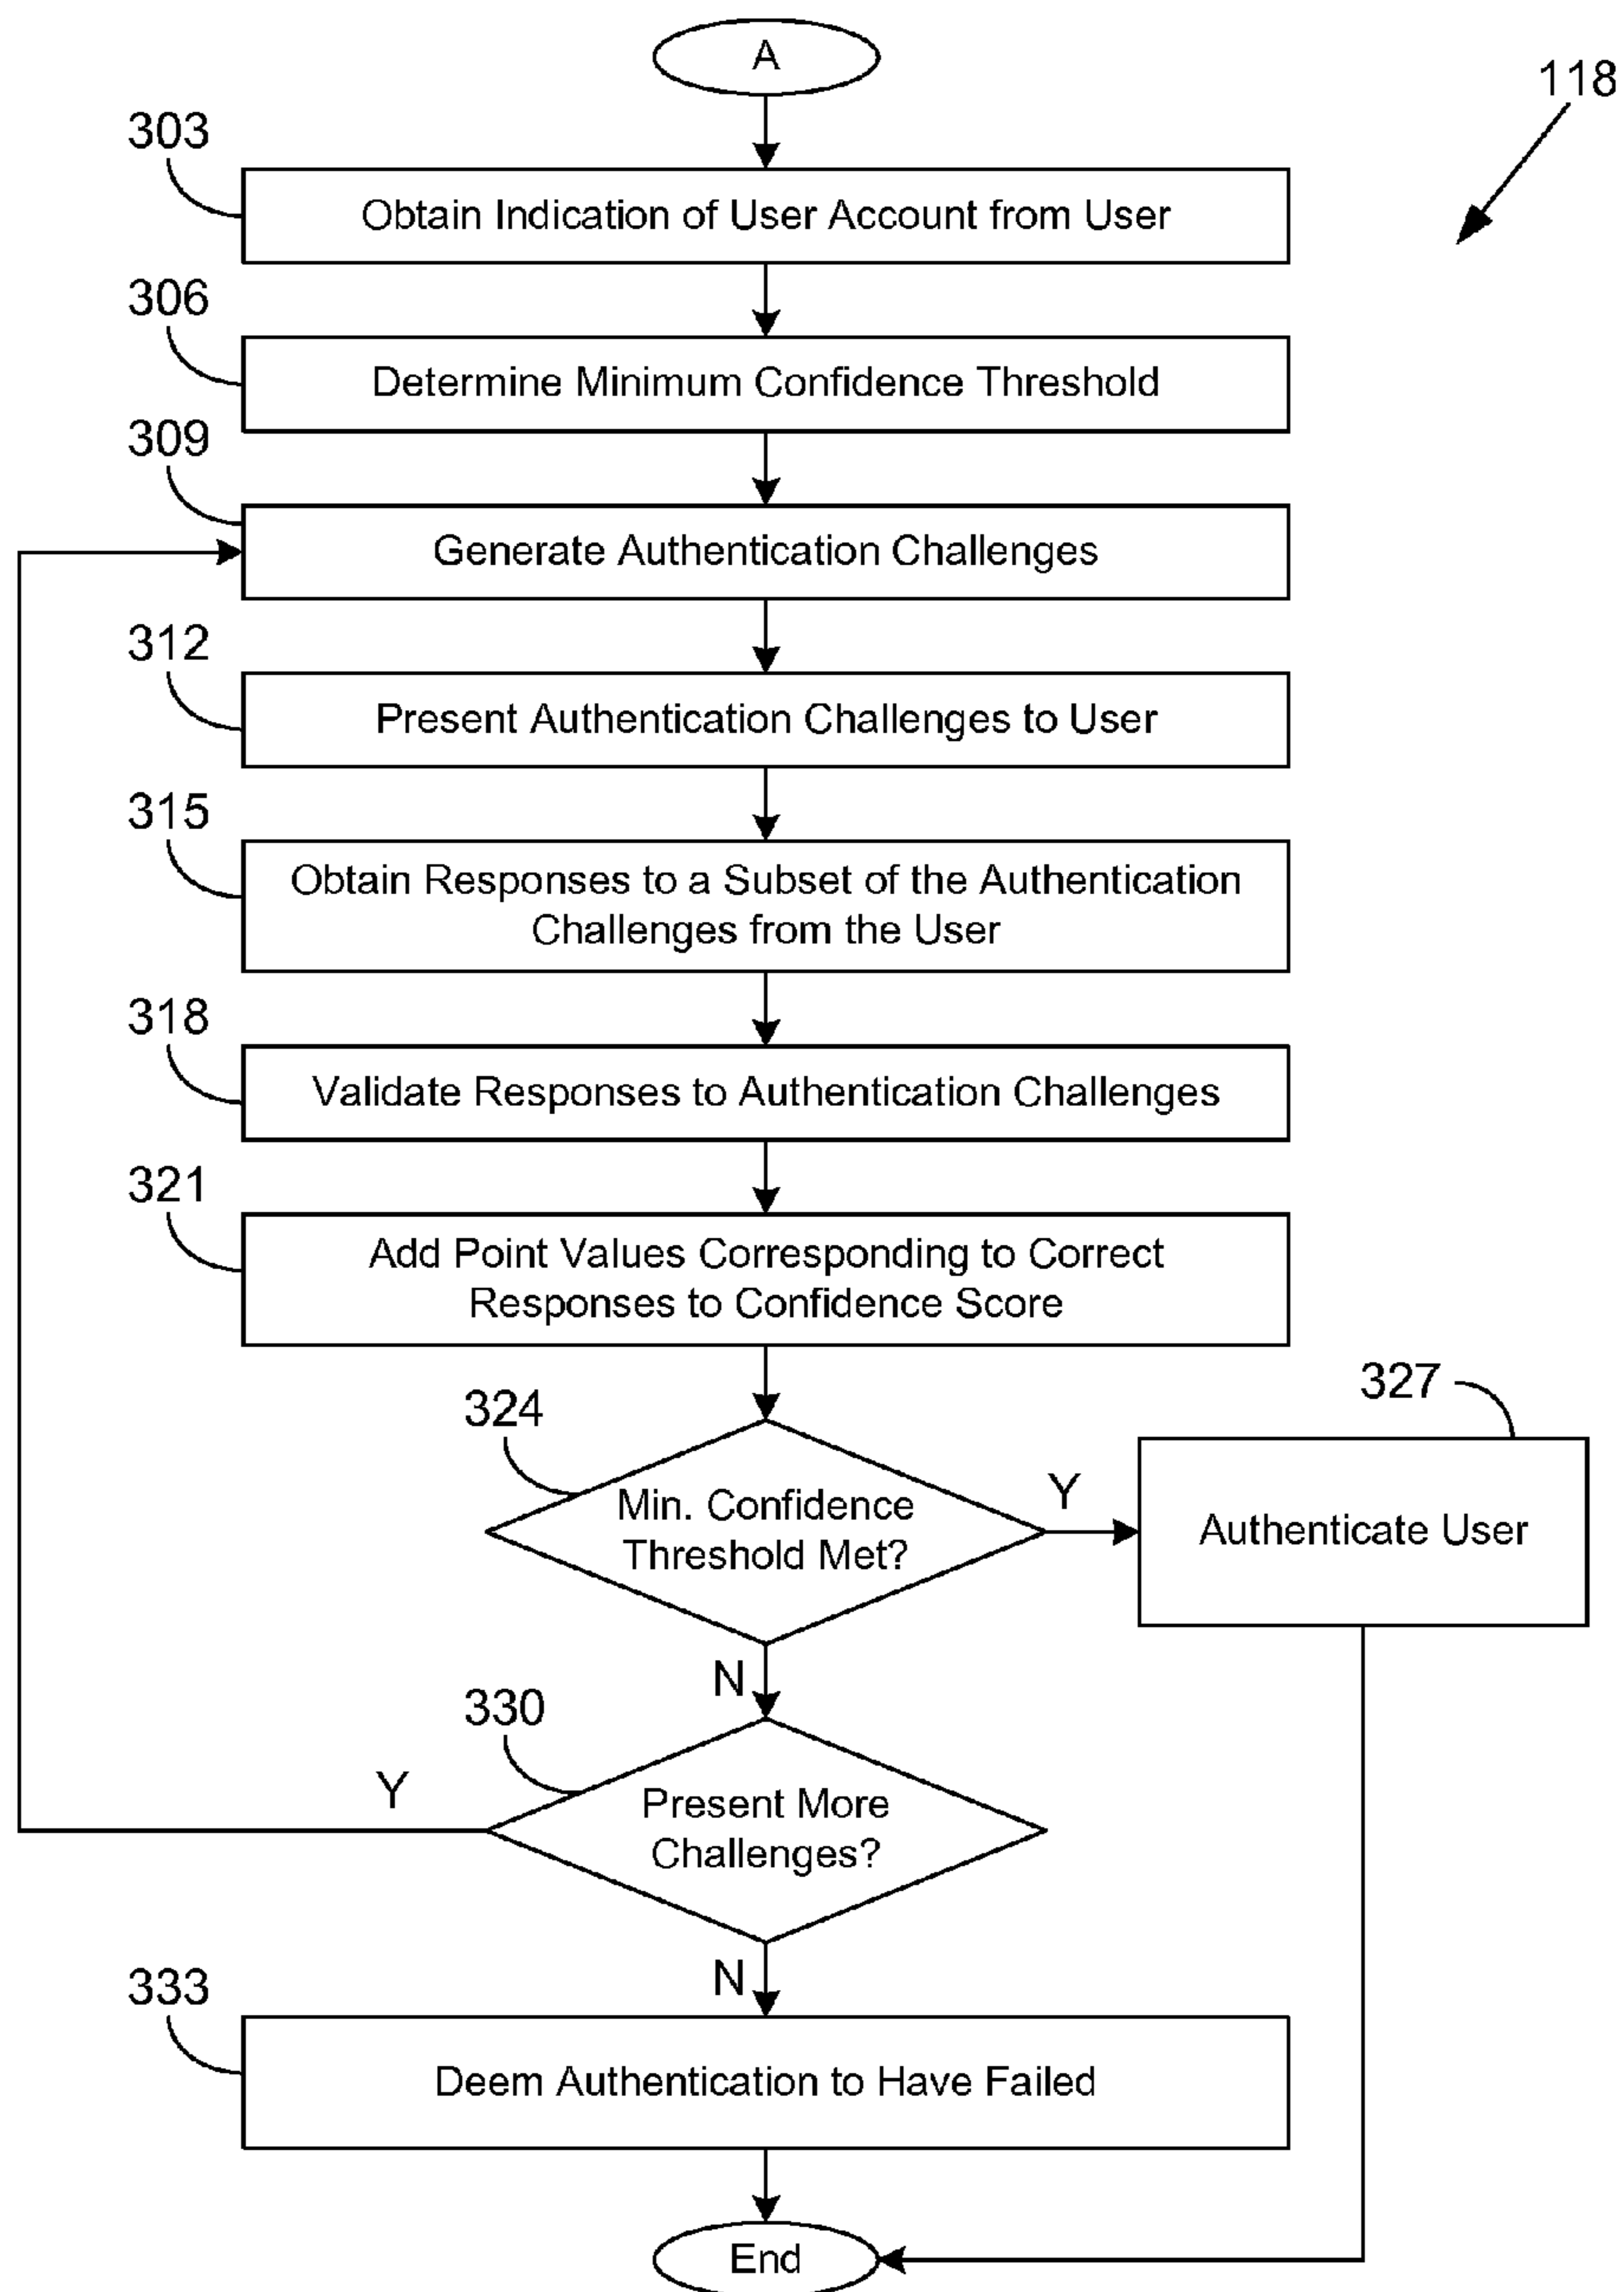 A
118
303
Obtain Indication of User Account from User
306
Determine Minimum Confidence Threshold
309
Generate Authentication Challenges
312
Present Authentication Challenges to User
315
Obtain Responses to a Subset of the Authentication
Challenges from the User
318
Validate Responses to Authentication Challenges
321
Add Point Values Corresponding to Correct
Responses to Confidence Score
324
Min. Confidence
Threshold Met?
Y
327
Authenticate User
N
330
Present More
Challenges?
Y
N
333
Deem Authentication to Have Failed
End